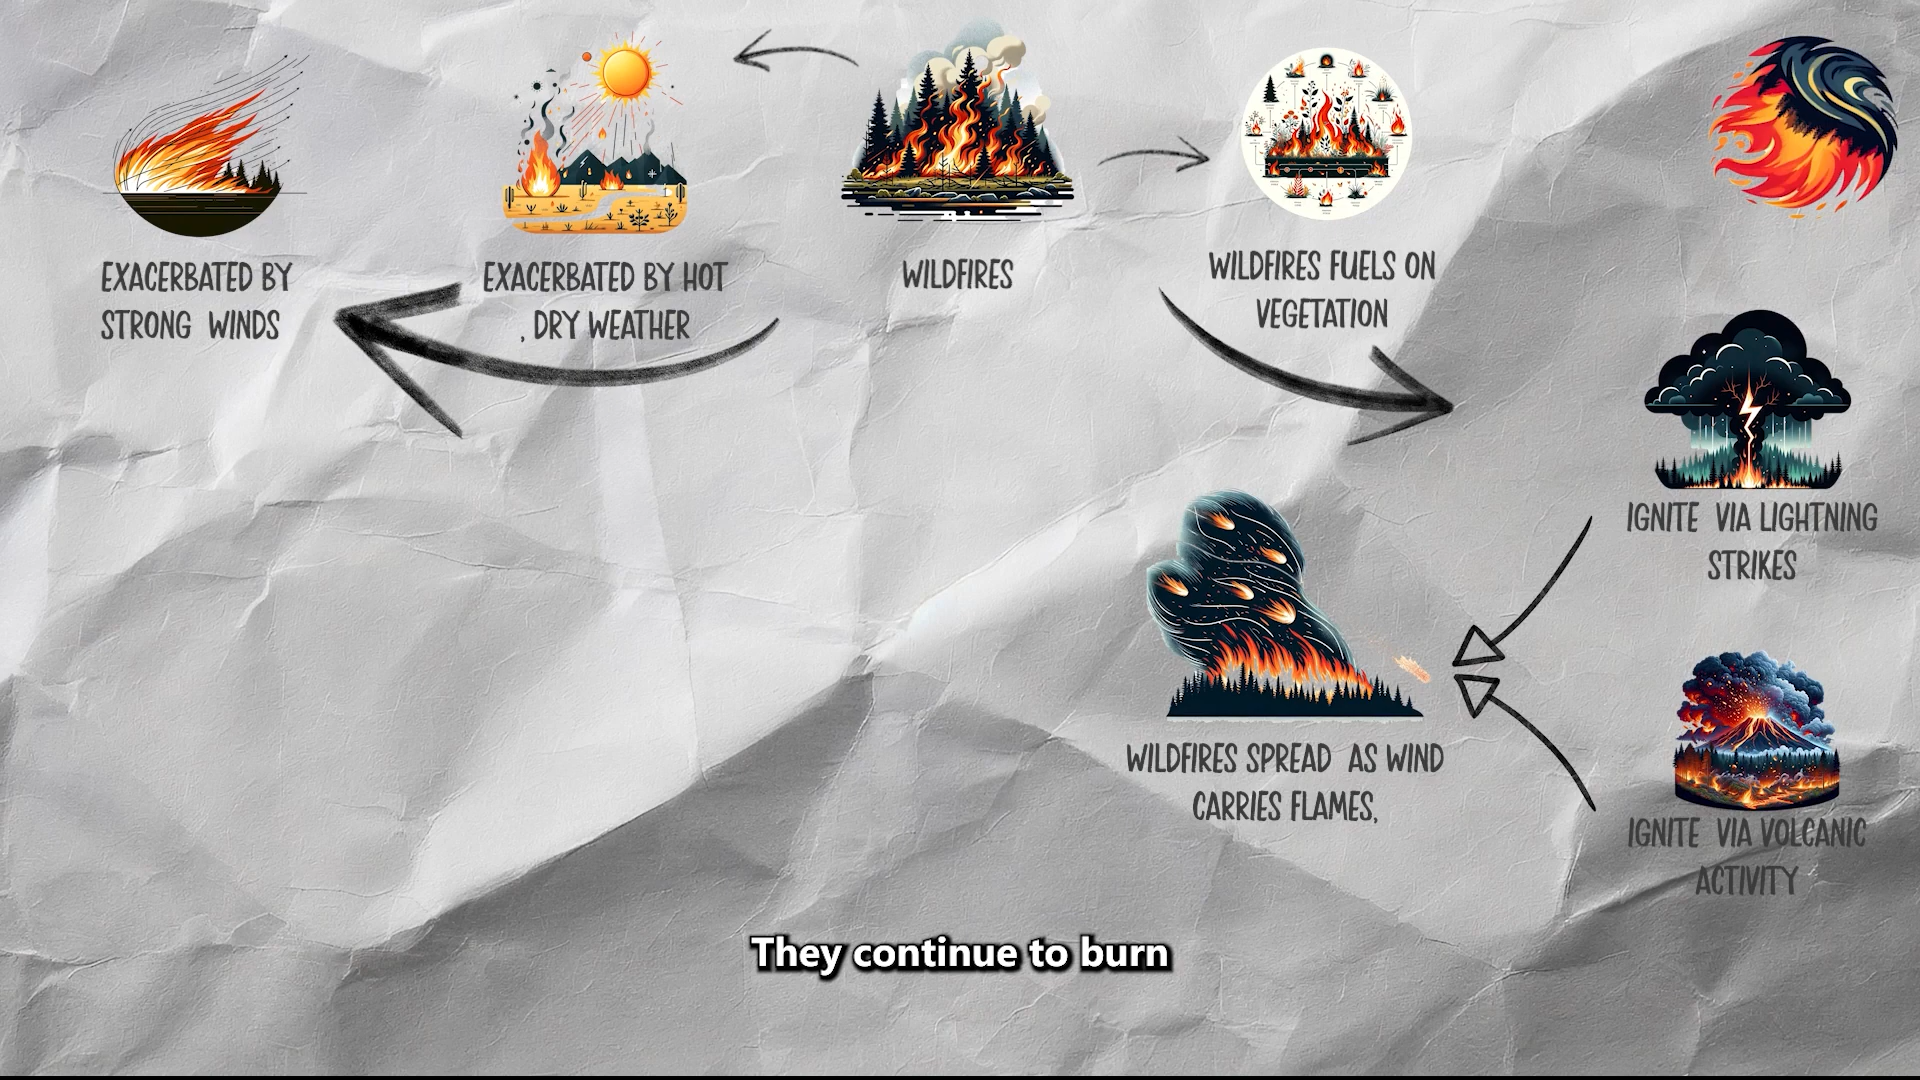 EXACERBATED BY
STRONG WINDS
EXACERBATED BY HOT
, DRY WEATHER
WILDFIRES
WILDFIRES FUELS ON
VEGETATION
IGNITE VIA LIGHTNING
STRIKES
WILDFIRES SPREAD AS WIND
CARRIES FLAMES,
IGNITE VIA VOLCANIC
ACTIVITY
They continue to burn